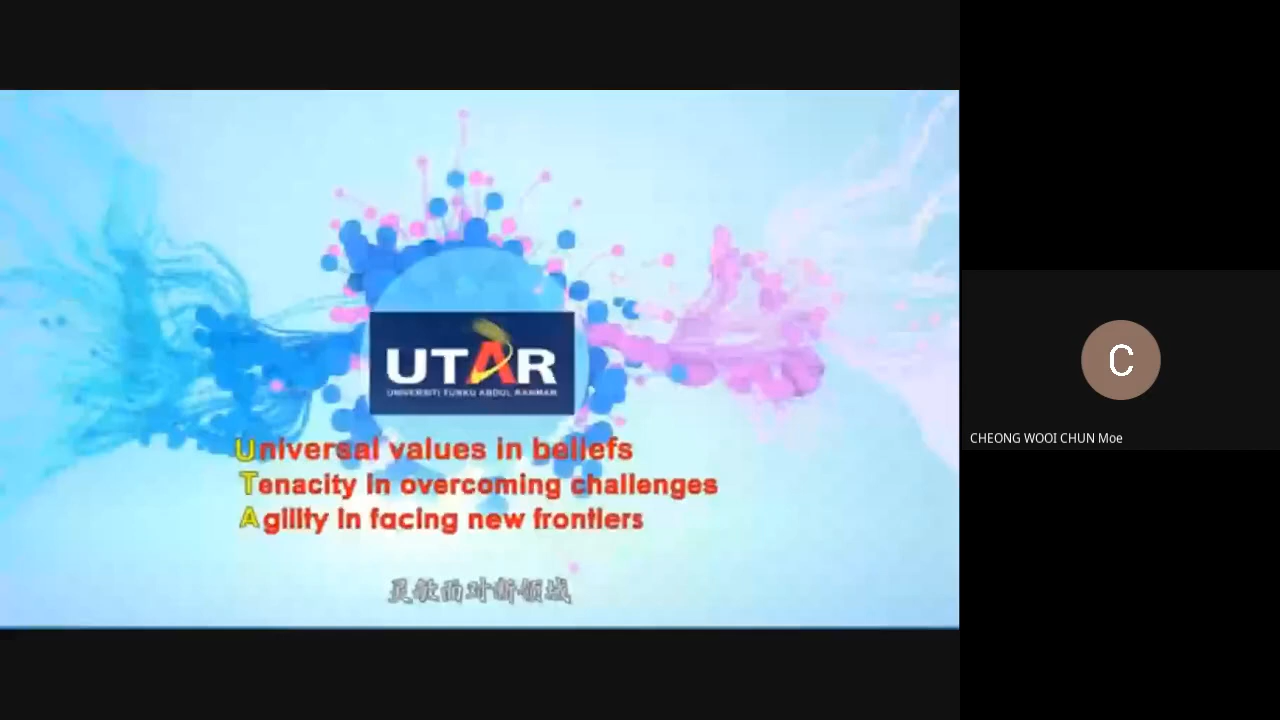 UTAR
UNIVERSITI TUNKU ABDUL RAHMAN
Universal values in beliefs
Tenacity in overcoming challenges
Agility in facing new frontiers
灵敏面对新领域
C
CHEONG WOOI CHUN Moe